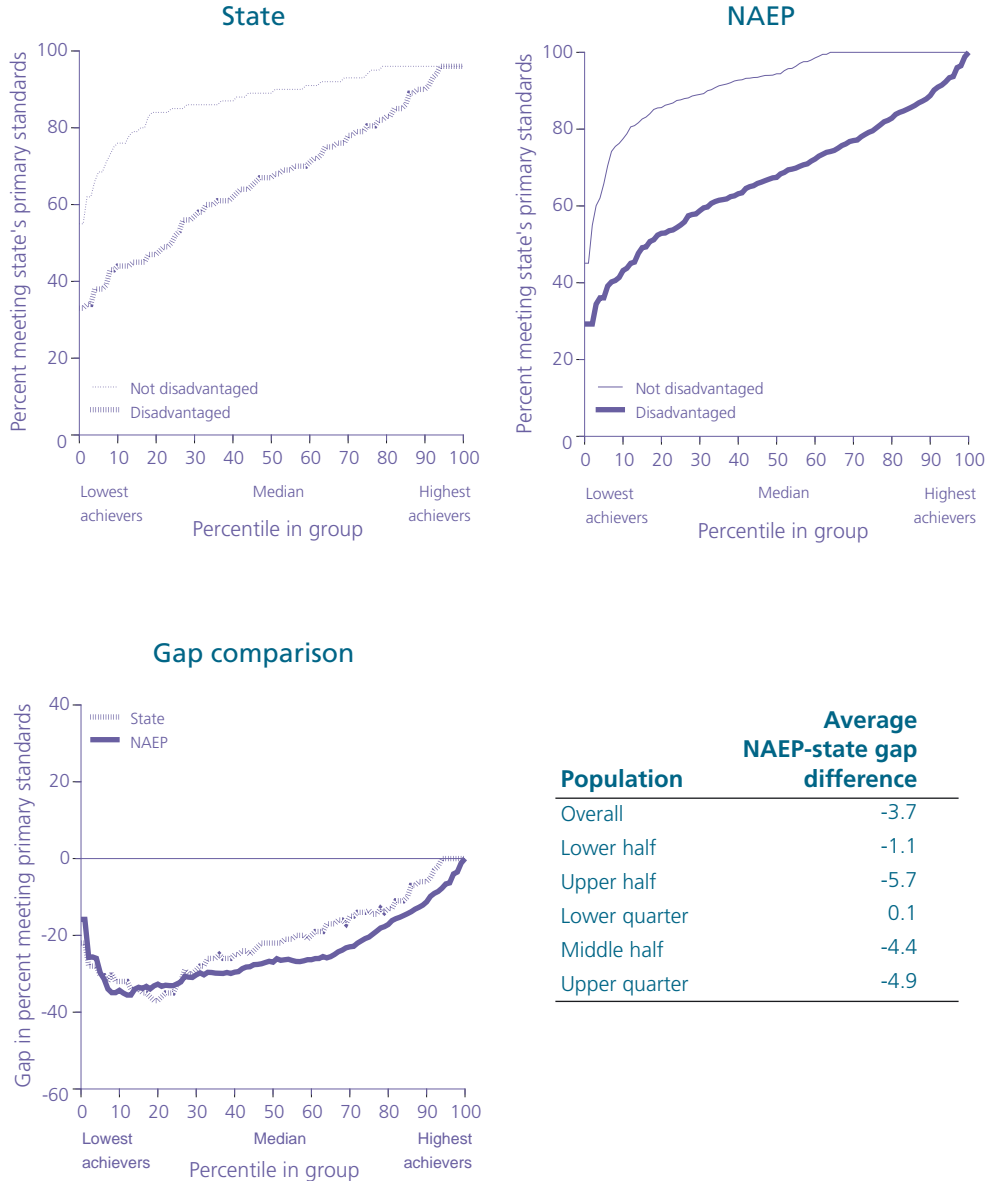 State
Percent meeting state's primary standards
100
80
60
40
20
0
Not disadvantaged
Disadvantaged
0 10 20 30 40 50 60 70 80 90 100
Lowest achievers
Median
Highest achievers
Percentile in group
NAEP
Percent meeting state's primary standards
100
80
60
40
20
0
Not disadvantaged
Disadvantaged
0 10 20 30 40 50 60 70 80 90 100
Lowest achievers
Median
Highest achievers
Percentile in group
Gap comparison
Gap in percent meeting primary standards
40
20
0
-20
-40
-60
State
NAEP
0 10 20 30 40 50 60 70 80 90 100
Lowest achievers
Median
Highest achievers
Percentile in group
Population Average NAEP-state gap difference
Overall -3.7
Lower half -1.1
Upper half -5.7
Lower quarter 0.1
Middle half -4.4
Upper quarter -4.9